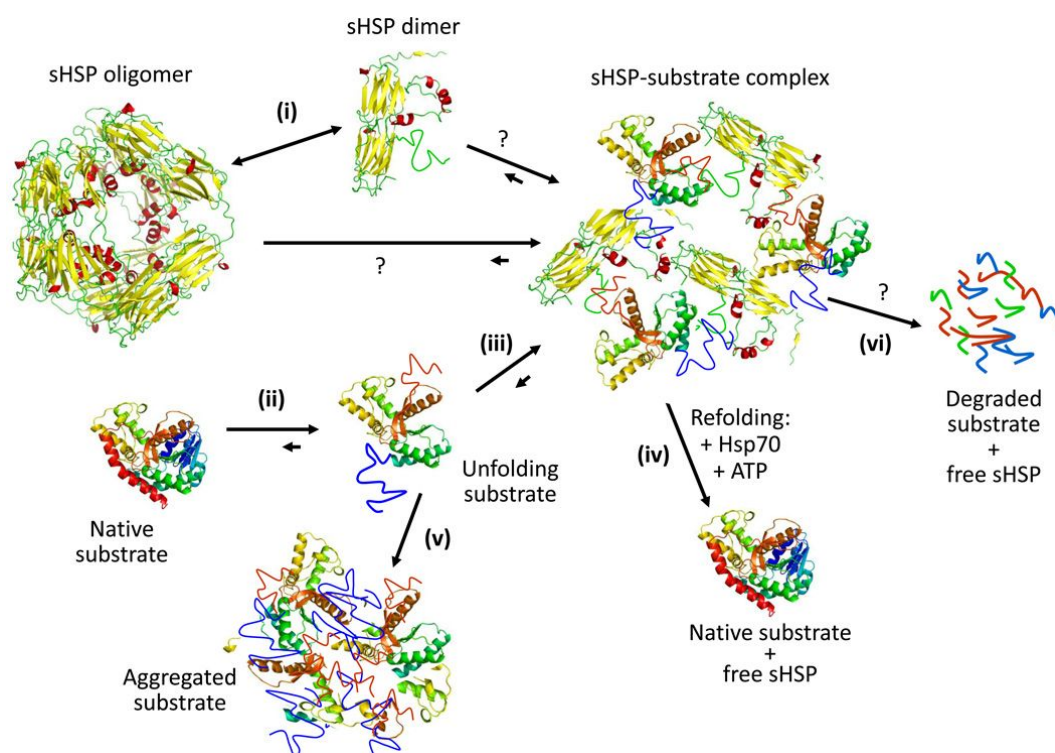 sHSP dimer
sHSP oligomer
sHSP-substrate complex
(i)
?
?
?
(vi)
(iii)
(ii)
Degraded
substrate
+
free sHSP
Refolding:
+ Hsp70
+ ATP
(iv)
Unfolding
substrate
Native
substrate
(v)
Native substrate
+
free sHSP
Aggregated
substrate